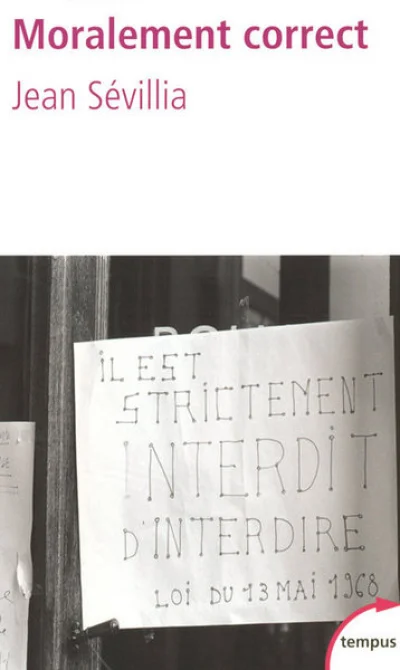 Moralement correct
Jean Sévillia
iL EST
STRICTEMENT
INTERDIT
D'INTERDIRE
LOI DU 13 MAI 1968
tempus